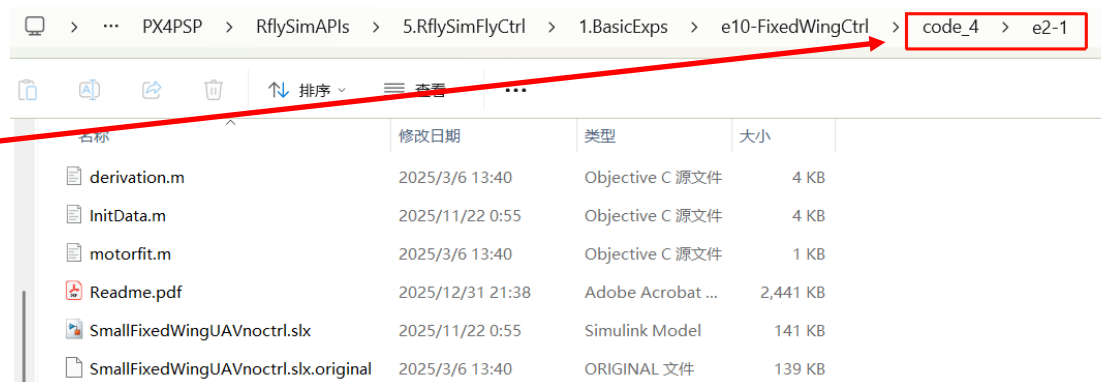 … PX4PSP > RflySimAPIs > 5.RflySimFlyCtrl > 1.BasicExps > e10-FixedWingCtrl > code_4 > e2-1
排序 查看 …
名称 修改日期 类型 大小
derivation.m 2025/3/6 13:40 Objective C 源文件 4 KB
InitData.m 2025/11/22 0:55 Objective C 源文件 4 KB
motorfit.m 2025/3/6 13:40 Objective C 源文件 1 KB
Readme.pdf 2025/12/31 21:38 Adobe Acrobat ... 2,441 KB
SmallFixedWingUAVnoctrl.slx 2025/11/22 0:55 Simulink Model 141 KB
SmallFixedWingUAVnoctrl.slx.original 2025/3/6 13:40 ORIGINAL 文件 139 KB